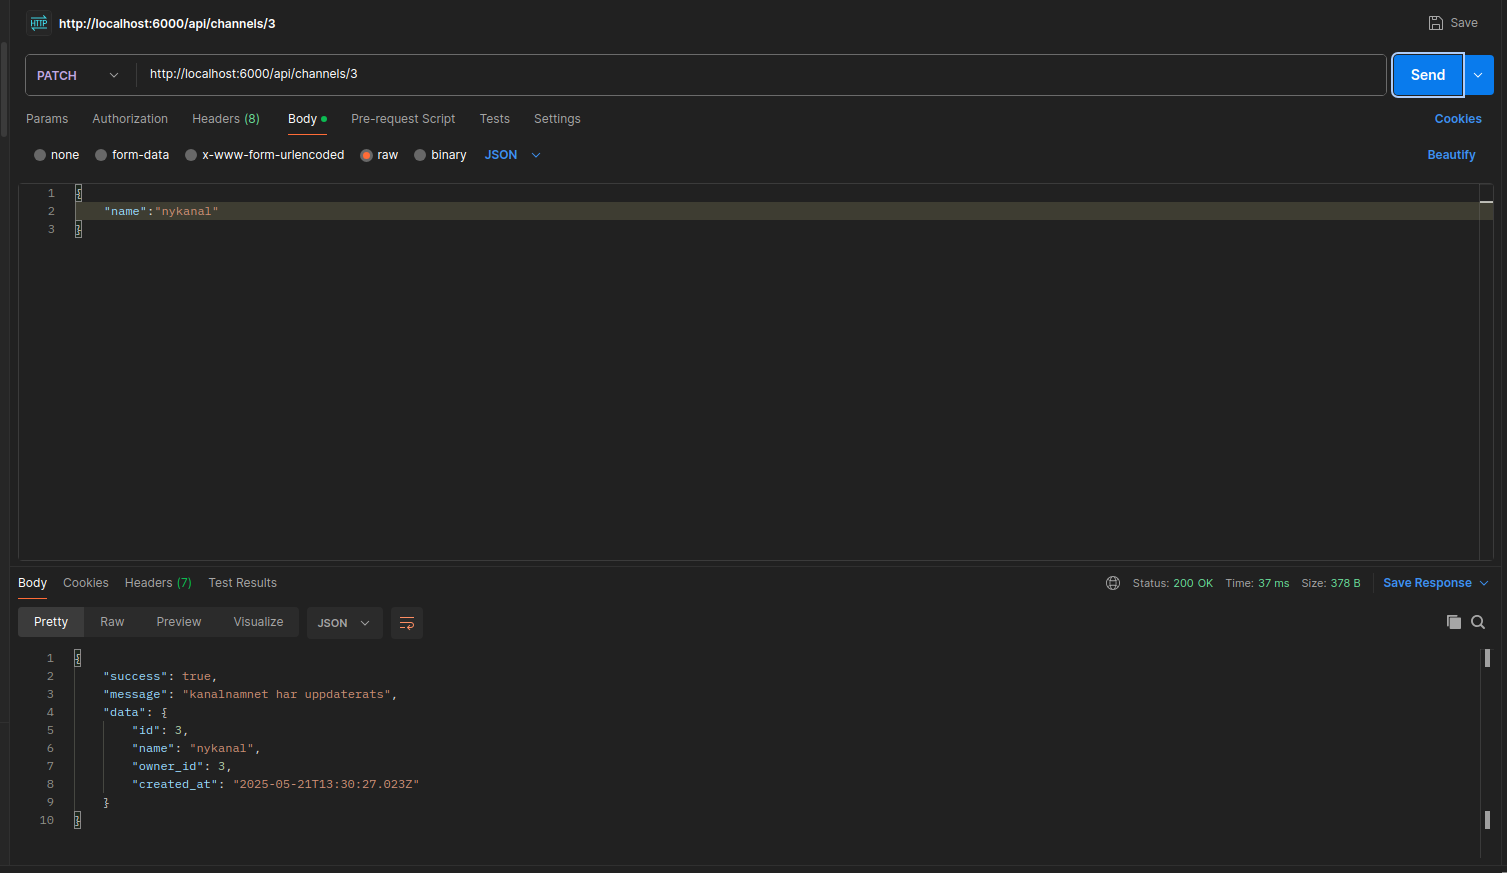 HTTP http://localhost:6000/api/channels/3 Save
PATCH http://localhost:6000/api/channels/3 Send
Params Authorization Headers (8) Body Pre-request Script Tests Settings Cookies
none form-data x-www-form-urlencoded raw binary JSON Beautify
1 {
2 "name":"nykanal"
3 }
Body Cookies Headers (7) Test Results Status: 200 OK Time: 37 ms Size: 378 B Save Response
Pretty Raw Preview Visualize JSON
1 {
2 "success": true,
3 "message": "kanalnamnet har uppdaterats",
4 "data": {
5 "id": 3,
6 "name": "nykanal",
7 "owner_id": 3,
8 "created_at": "2025-05-21T13:30:27.023Z"
9 }
10 }